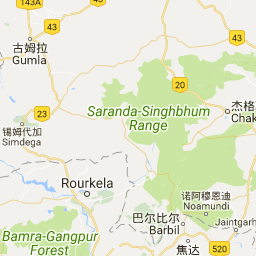 143A
43
43
古姆拉
Gumla
20
23
Saranda-Singhbhum
Range
杰格
Chak
锡姆代加
Simdega
Rourkela
诺阿穆恩迪
Noamundi
巴尔比尔
Barbil
Jaintgarh
Bamra-Gangpur
Forest
焦达
520